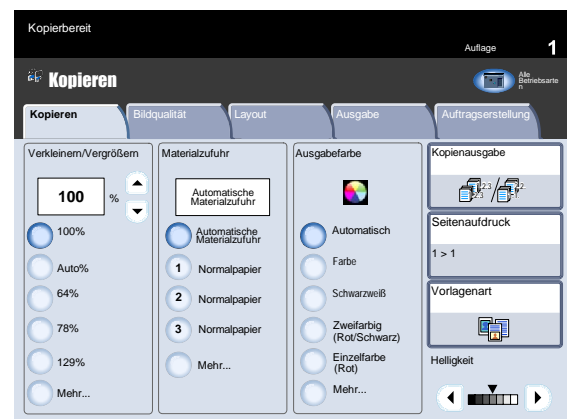 Kopierbereit
Auflage 1
Kopieren
Alle
Betriebsarte
n
Kopieren Bildqualität Layout Ausgabe Auftragserstellung
Verkleinern/Vergrößern
100 %
100%
Auto%
64%
78%
129%
Mehr...
Materialzufuhr
Automatische
Materialzufuhr
Automatische
Materialzufuhr
1 Normalpapier
2 Normalpapier
3 Normalpapier
Mehr...
Ausgabefarbe
Automatisch
Farbe
Schwarzweiß
Zweifarbig
(Rot/Schwarz)
Einzelfarbe
(Rot)
Mehr...
Kopienausgabe
Seitenaufdruck
1 > 1
Vorlagenart
Helligkeit